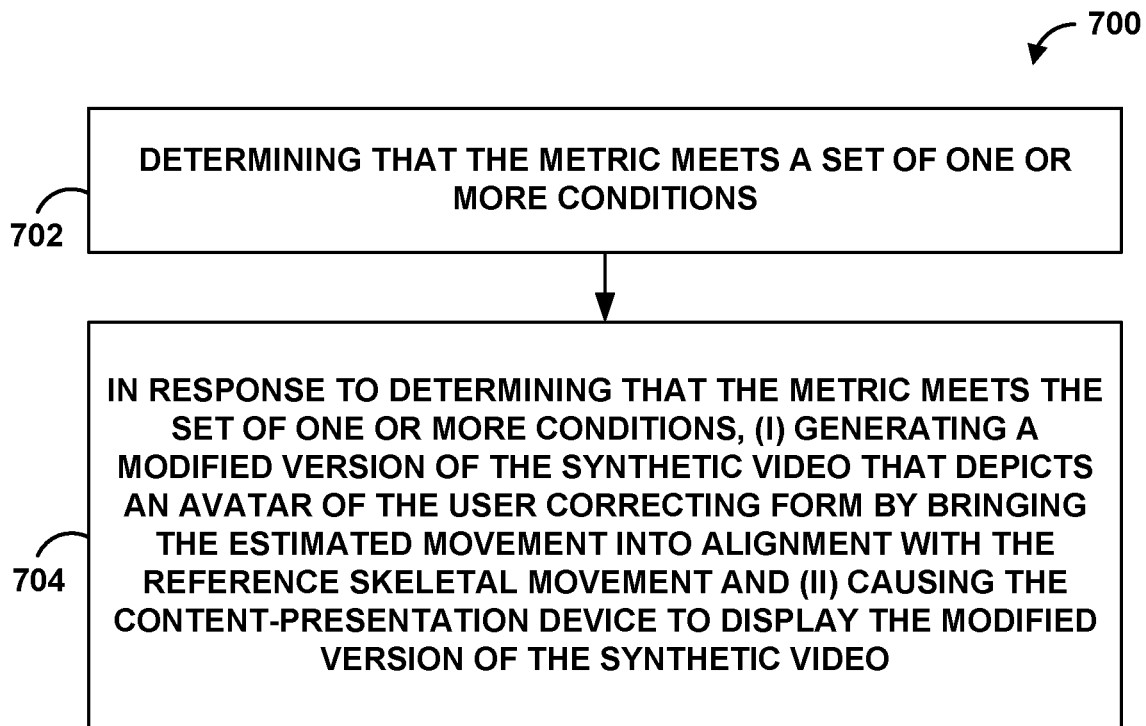 700
DETERMINING THAT THE METRIC MEETS A SET OF ONE OR
MORE CONDITIONS
702
IN RESPONSE TO DETERMINING THAT THE METRIC MEETS THE
SET OF ONE OR MORE CONDITIONS, (I) GENERATING A
MODIFIED VERSION OF THE SYNTHETIC VIDEO THAT DEPICTS
AN AVATAR OF THE USER CORRECTING FORM BY BRINGING
THE ESTIMATED MOVEMENT INTO ALIGNMENT WITH THE
REFERENCE SKELETAL MOVEMENT AND (II) CAUSING THE
CONTENT-PRESENTATION DEVICE TO DISPLAY THE MODIFIED
VERSION OF THE SYNTHETIC VIDEO
704